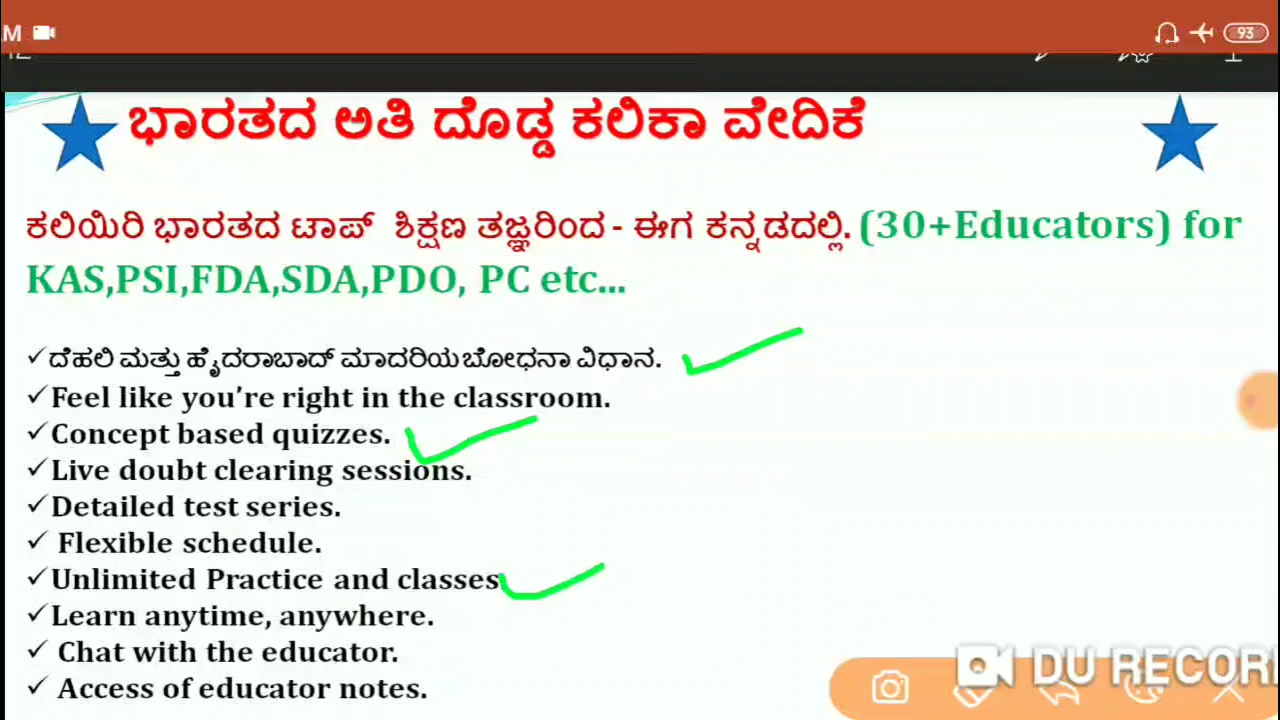 93
ಭಾರತದ ಅತಿ ದೊಡ್ಡ ಕಲಿಕಾ ವೇದಿಕೆ
ಕಲಿಯಿರಿ ಭಾರತದ ಟಾಪ್ ಶಿಕ್ಷಣ ತಜ್ಞರಿಂದ - ಈಗ ಕನ್ನಡದಲ್ಲಿ. (30+Educators) for
KAS,PSI,FDA,SDA,PDO, PC etc...
✓ದೆಹಲಿ ಮತ್ತು ಹೈದರಾಬಾದ್ ಮಾದರಿಯಬೋಧನಾ ವಿಧಾನ.
✓Feel like you're right in the classroom.
✓Concept based quizzes.
✓Live doubt clearing sessions.
✓Detailed test series.
✓ Flexible schedule.
✓Unlimited Practice and classes
✓Learn anytime, anywhere.
✓ Chat with the educator.
✓ Access of educator notes.
DU RECOR